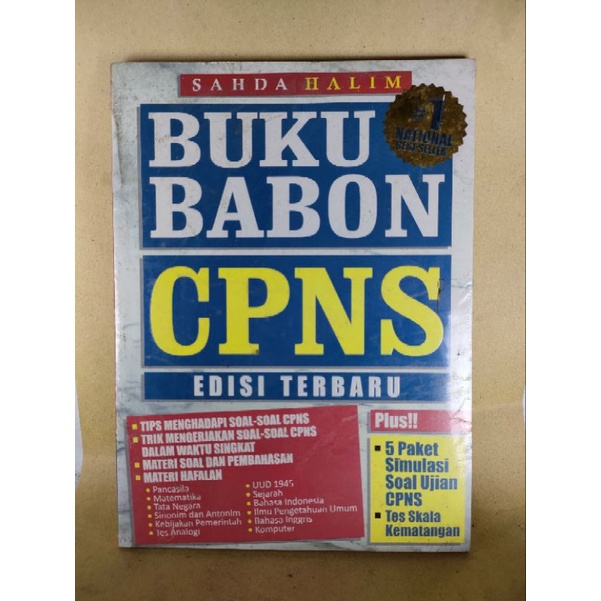 SAHDA HALIM
#1
NATIONAL
BEST SELLER
BUKU
BABON
CPNS
EDISI TERBARU
TIPS MENGHADAPI SOAL-SOAL CPNS
TRIK MENGERJAKAN SOAL-SOAL CPNS
DALAM WAKTU SINGKAT
MATERI SOAL DAN PEMBAHASAN
MATERI HAFALAN
• Pancasila
• Matematika
• Tata Negara
• Sinonim dan Antonim
• Kebijakan Pemerintah
• Tes Analogi
• UUD 1945
• Sejarah
• Bahasa Indonesia
• Ilmu Pengetahuan Umum
• Bahasa Inggris
• Komputer
Plus!!
5 Paket
Simulasi
Soal Ujian
CPNS
Tes Skala
Kematangan